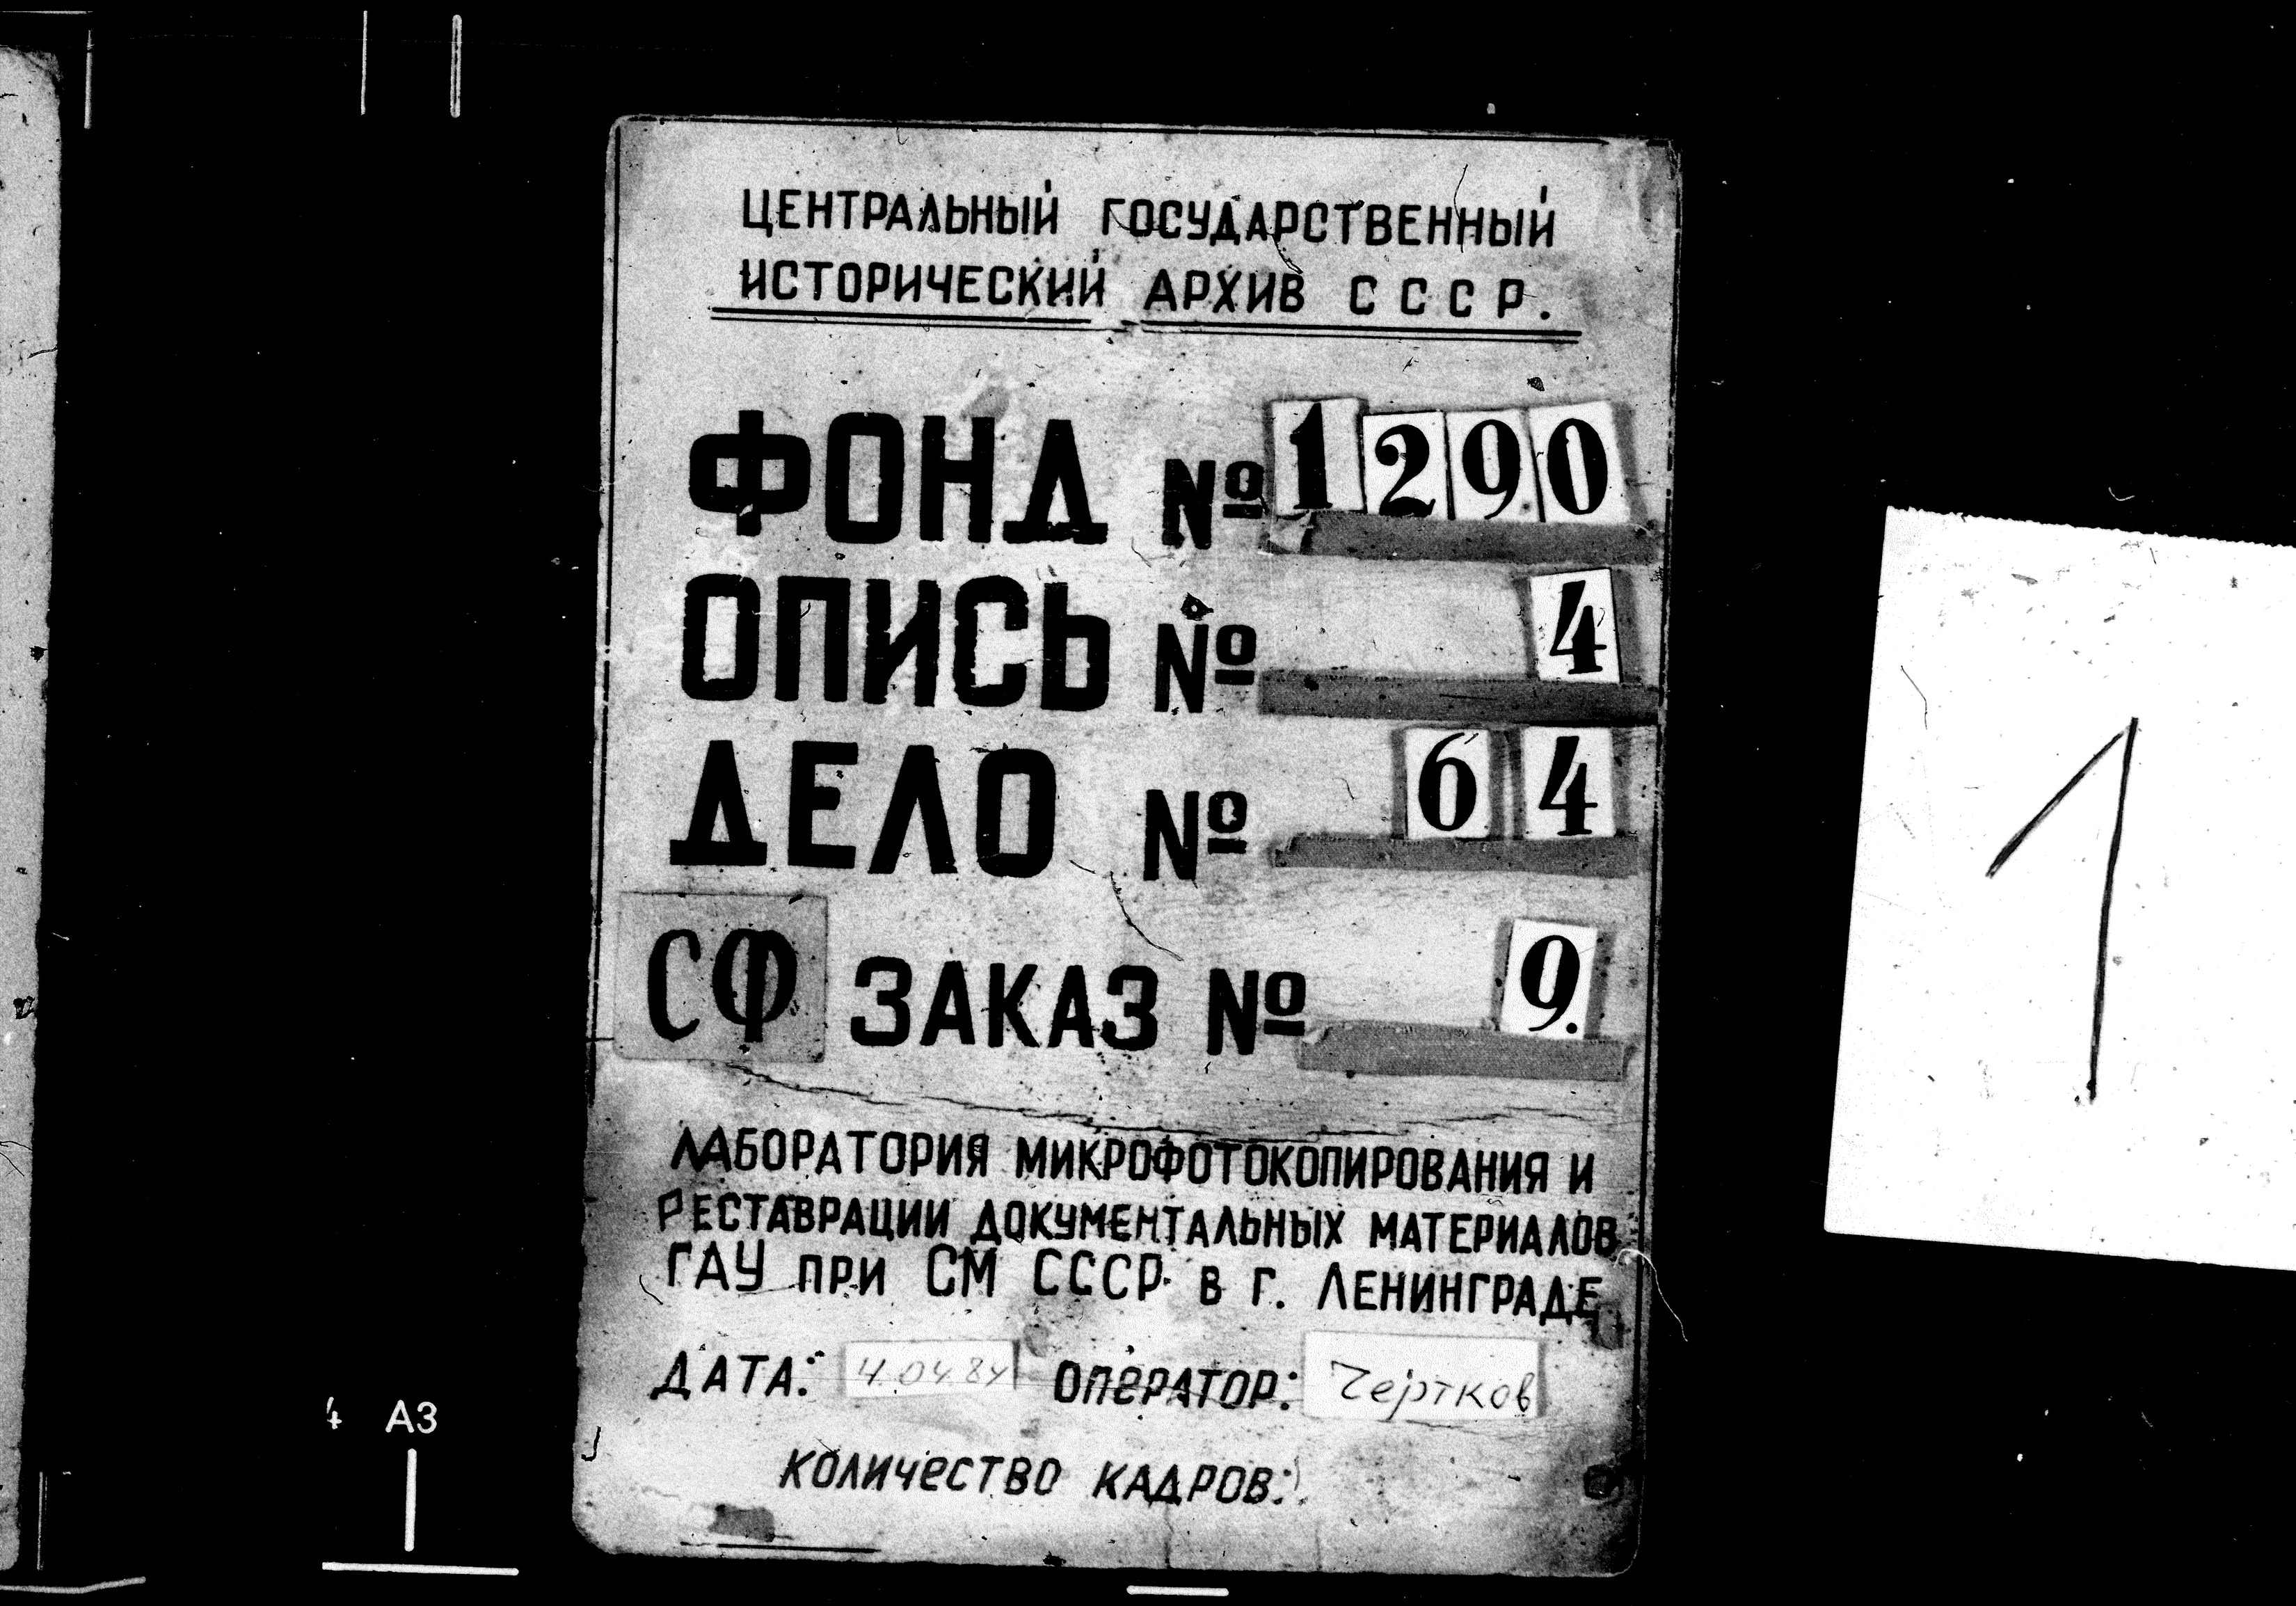 ЦЕНТРАЛЬНЫЙ ГОСУДАРСТВЕННЫЙ
ИСТОРИЧЕСКИЙ АРХИВ СССР.
ФОНД № 1290
ОПИСЬ № 4
ДЕЛО № 64
СФ ЗАКАЗ № 9.
ЛАБОРАТОРИЯ МИКРОФОТОКОПИРОВАНИЯ И
РЕСТАВРАЦИИ ДОКУМЕНТАЛЬНЫХ МАТЕРИАЛОВ
ГАУ ПРИ СМ СССР В Г. ЛЕНИНГРАДЕ
ДАТА: 4.04.84 ОПЕРАТОР: Чертков
КОЛИЧЕСТВО КАДРОВ:
4 А3
1